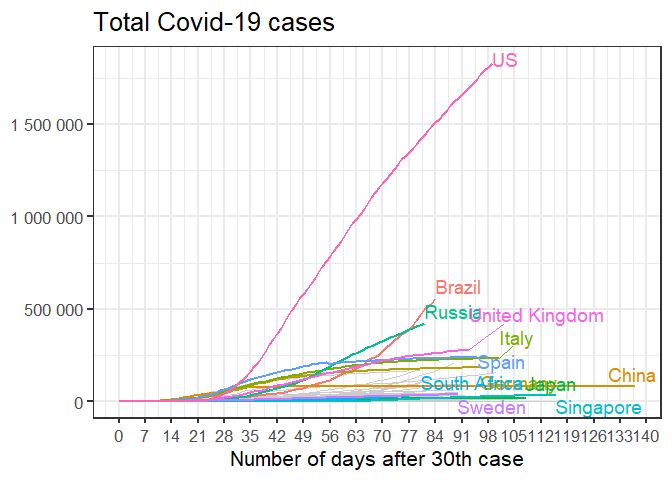 Total Covid-19 cases
US
1 500 000
1 000 000
Brazil
500 000
Russia
United Kingdom
Italy
Spain
China
South Africa
Germany
Japan
0
Sweden
Singapore
0 7 14 21 28 35 42 49 56 63 70 77 84 91 98 105 112 119 126 133 140
Number of days after 30th case